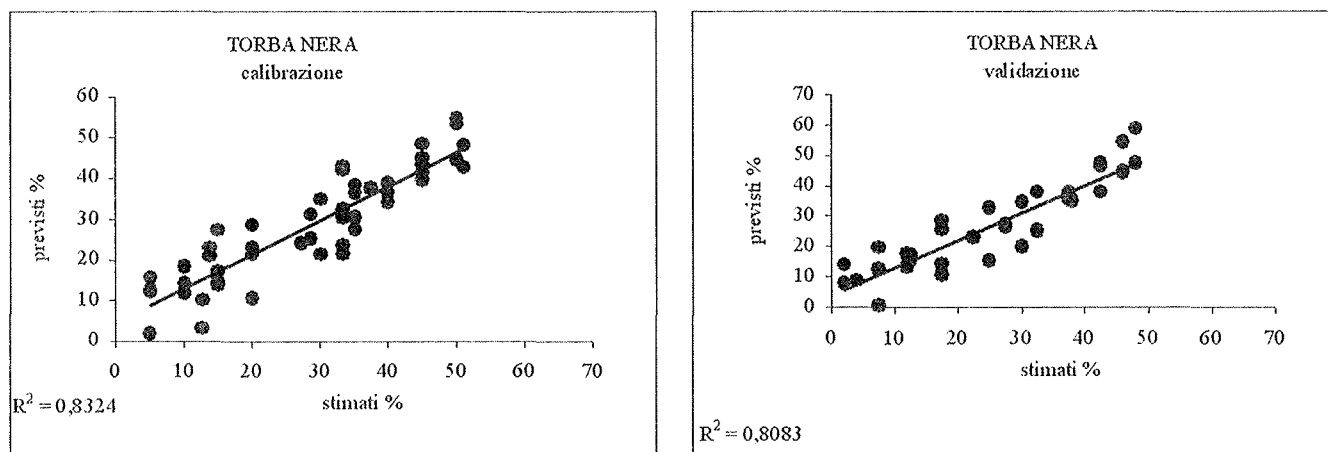 TORBA NERA
calibrazione
60
50
40
30
20
10
0
previsti %
0 10 20 30 40 50 60 70
stimati %
R² = 0,8324
TORBA NERA
validazione
70
60
50
40
30
20
10
0
previsti %
0 10 20 30 40 50 60 70
stimati %
R² = 0,8083